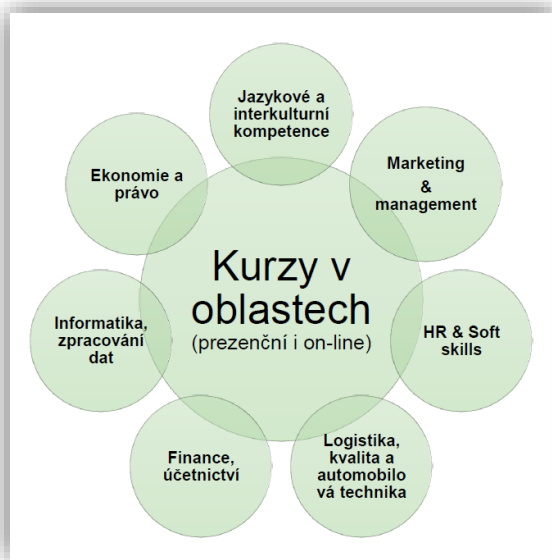 Jazykové a
interkulturní
kompetence
Marketing
&
management
HR & Soft
skills
Logistika,
kvalita a
automobilo
vá technika
Finance,
účetnictví
Informatika,
zpracování
dat
Ekonomie a
právo
Kurzy v
oblastech
(prezenční i on-line)